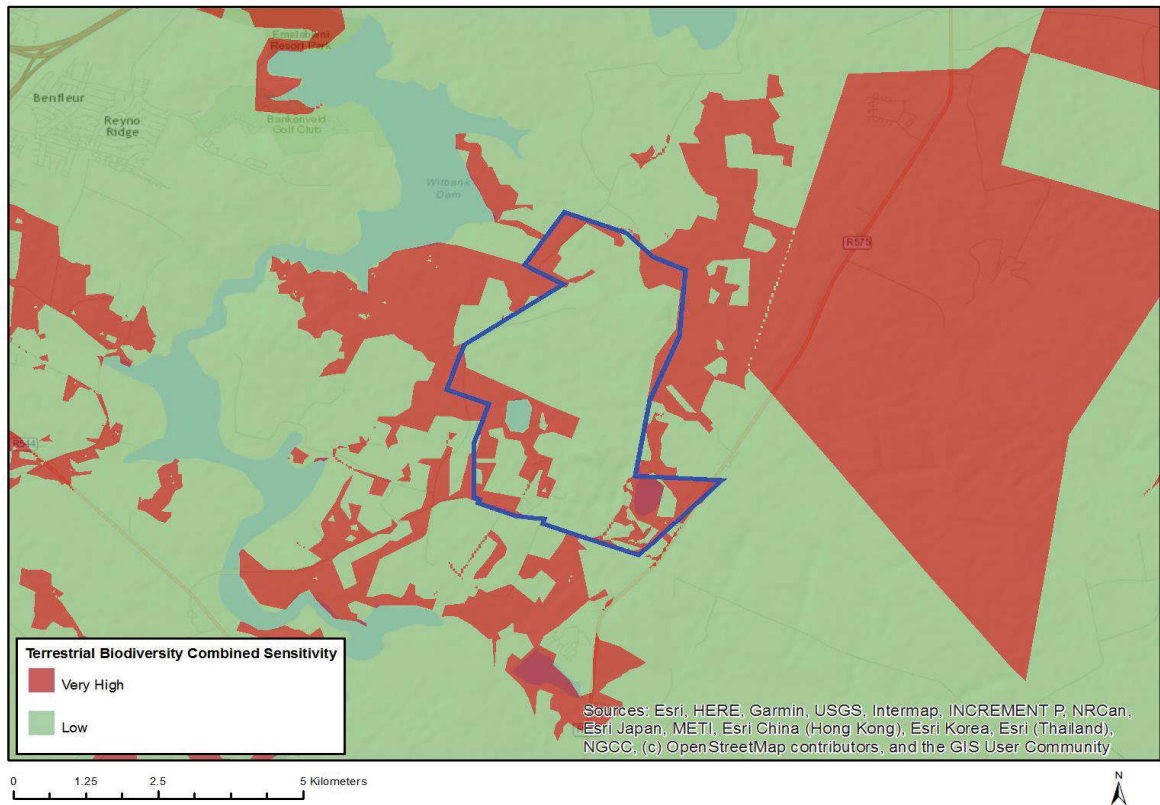 Emalahleni
Resort Park
Benfleur
Reyno
Ridge
Bankenveld
Golf Club
Witbank
Dam
R575
R544
Terrestrial Biodiversity Combined Sensitivity
Very High
Low
Sources: Esri, HERE, Garmin, USGS, Intermap, INCREMENT P, NRCan,
Esri Japan, METI, Esri China (Hong Kong), Esri Korea, Esri (Thailand),
NGCC, (c) OpenStreetMap contributors, and the GIS User Community
0 1.25 2.5 5 Kilometers
N